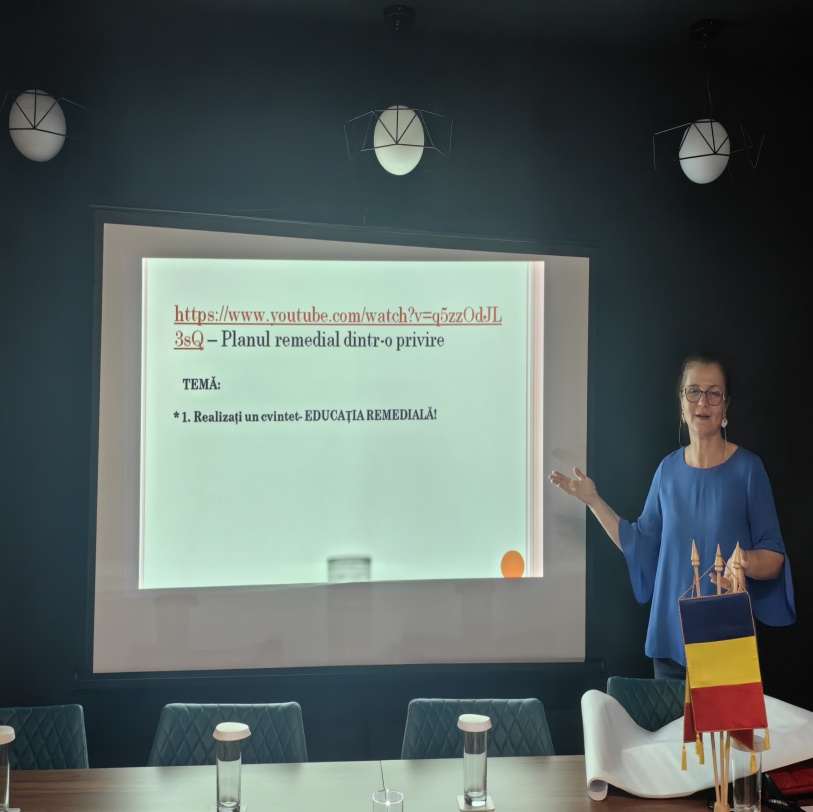 https://www.youtube.com/watch?v=q5zzOdJL
3sQ – Planul remedial dintr-o privire
TEMĂ:
* 1. Realizați un cvintet- EDUCAȚIA REMEDIALĂ!